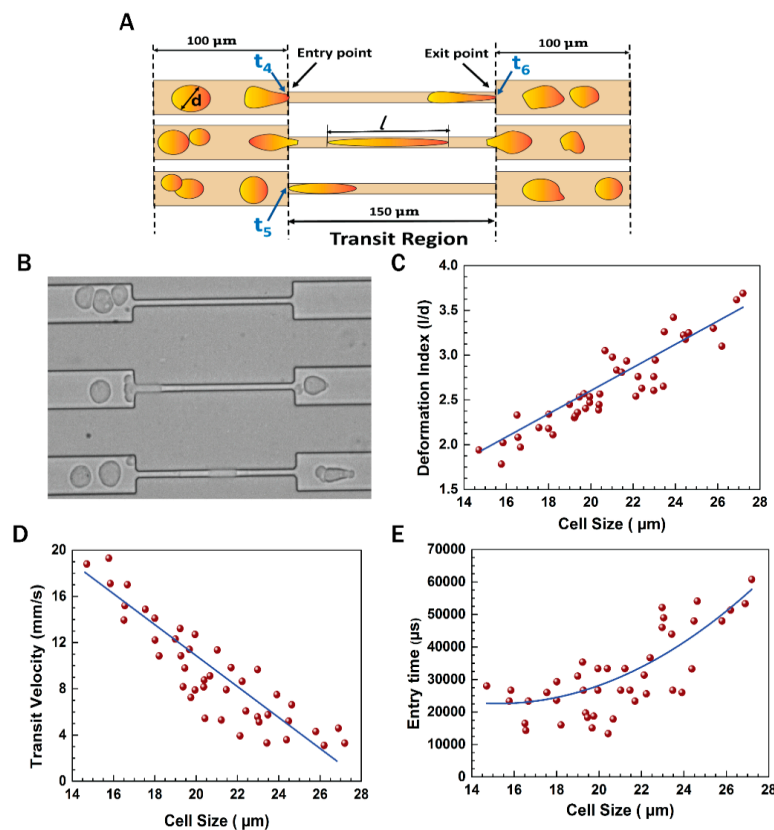 A
100 μm
100 μm
Entry point
Exit point
t4
t6
d
l
t5
150 μm
Transit Region
B
C
Deformation Index (l/d)
4.0
3.5
3.0
2.5
2.0
1.5
14 16 18 20 22 24 26 28
Cell Size ( μm)
D
Transit Velocity (mm/s)
20
16
12
8
4
0
14 16 18 20 22 24 26 28
Cell Size ( μm)
E
Entry time (μs)
70000
60000
50000
40000
30000
20000
10000
0
14 16 18 20 22 24 26 28
Cell Size ( μm)